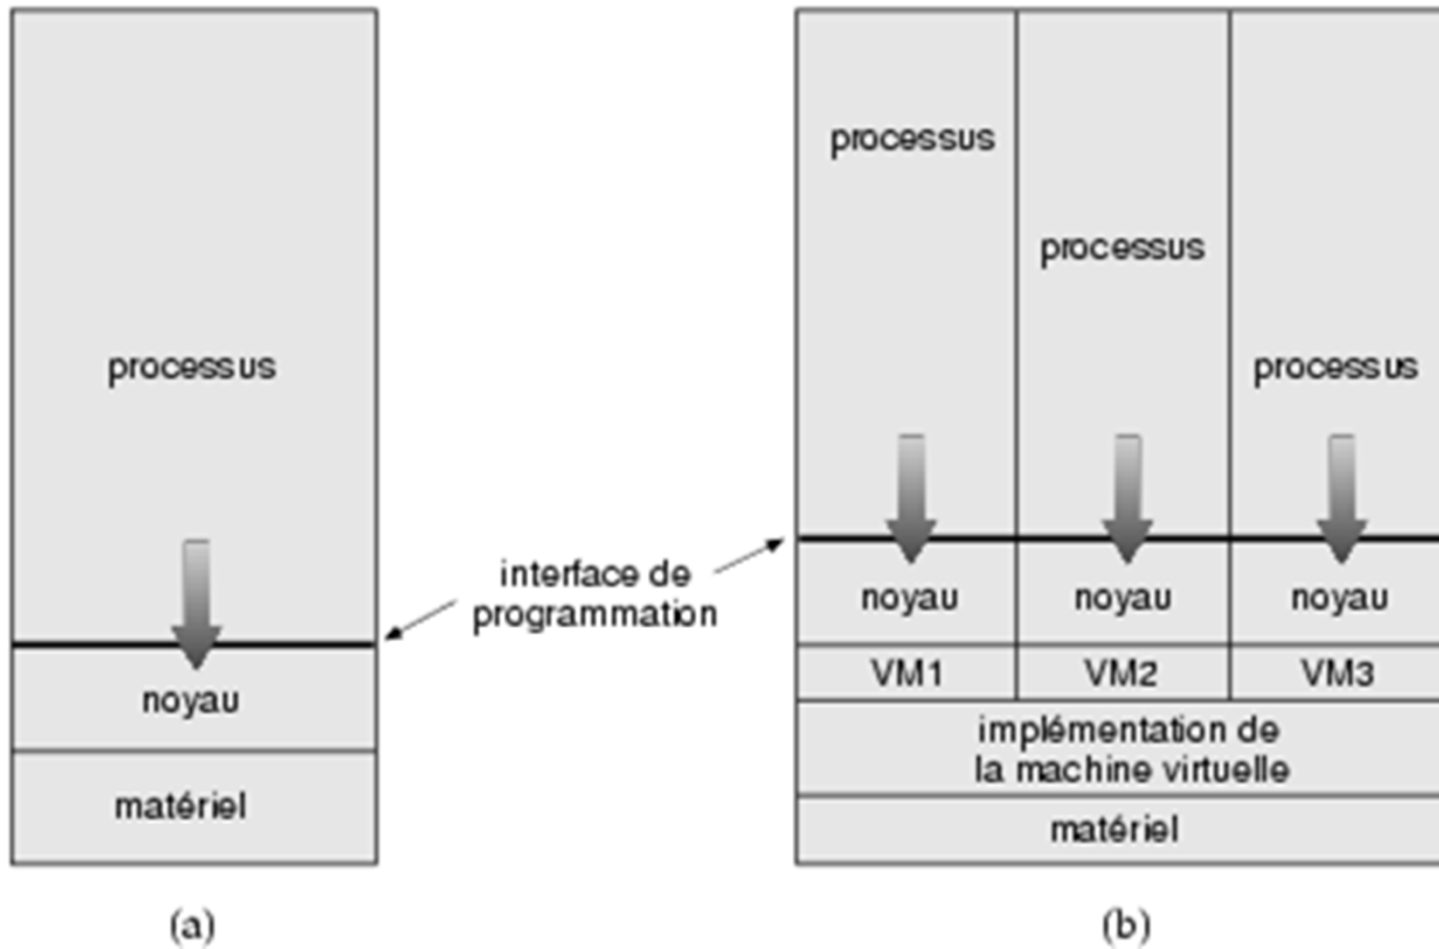 processus
noyau
matériel
(a)
interface de
programmation
processus
processus
processus
noyau
noyau
noyau
VM1
VM2
VM3
implémentation de
la machine virtuelle
matériel
(b)